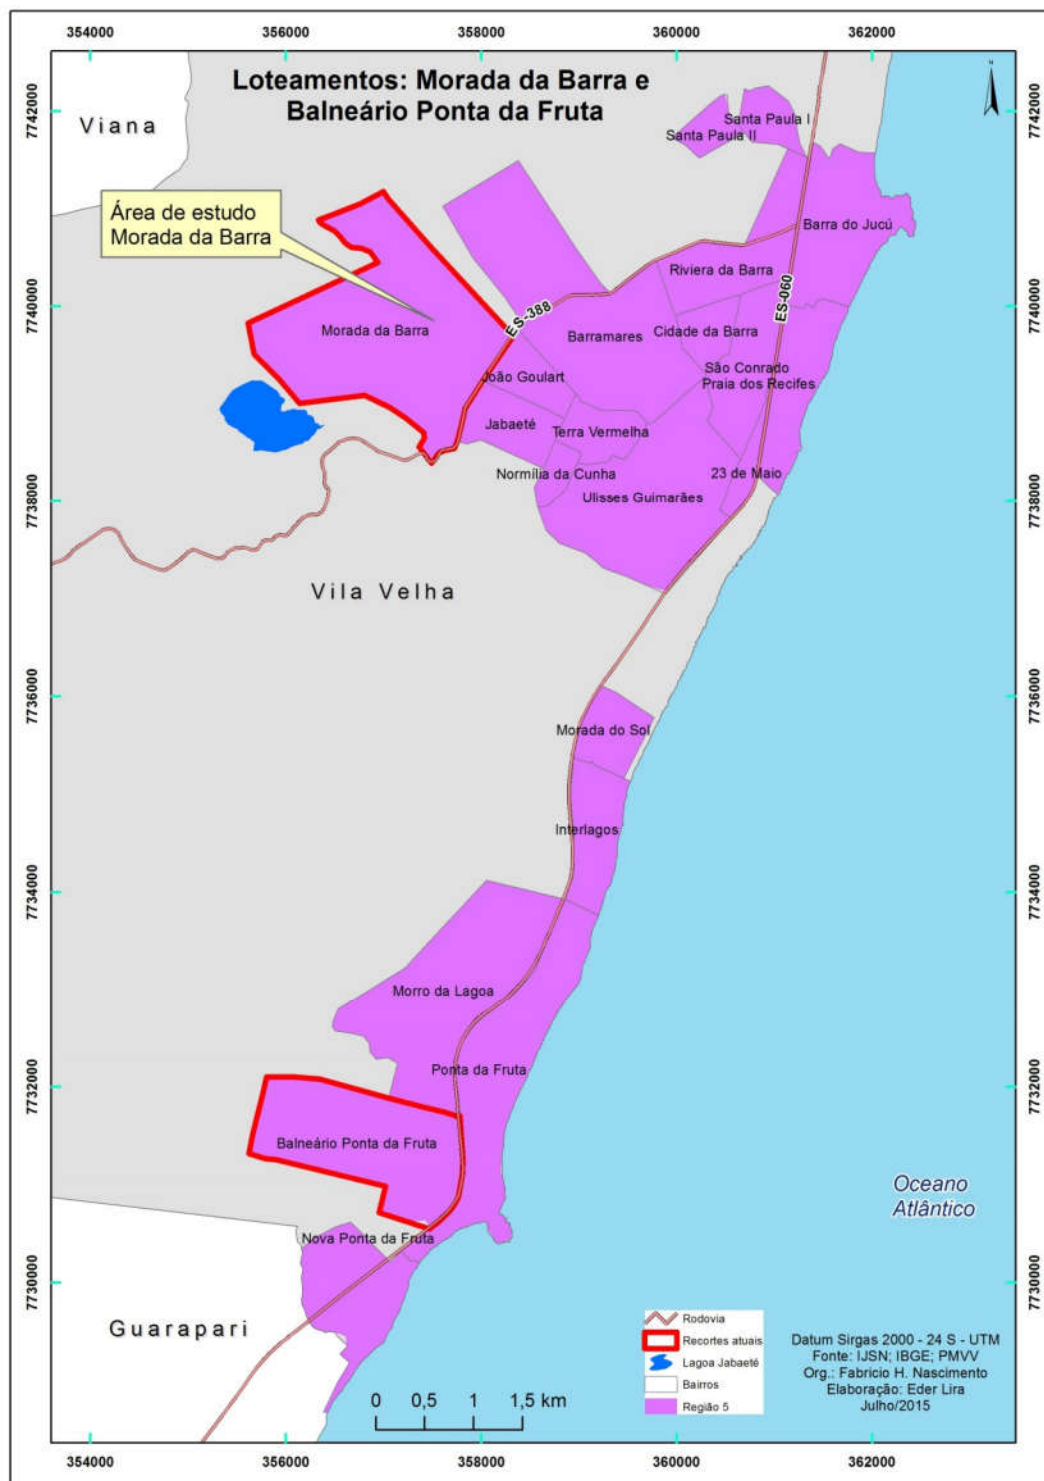 354000 356000 358000 360000 362000
Loteamentos: Morada da Barra e
Balneário Ponta da Fruta
N
7742000
7742000
Viana
Santa Paula I
Santa Paula II
Área de estudo
Morada da Barra
Barra do Jucú
Riviera da Barra
ES-060
7740000
7740000
ES-388
Morada da Barra
Barramares
Cidade da Barra
São Conrado
João Goulart
Praia dos Recifes
Jabaeté
Terra Vermelha
Normília da Cunha
23 de Maio
Ulisses Guimarães
7738000
7738000
Vila Velha
7736000
7736000
Morada do Sol
Interlagos
7734000
7734000
Morro da Lagoa
Ponta da Fruta
7732000
7732000
Balneário Ponta da Fruta
Oceano
Atlântico
Nova Ponta da Fruta
7730000
7730000
Guarapari
Rodovia
Recortes atuais
Lagoa Jabaeté
Bairros
Região 5
Datum Sirgas 2000 - 24 S - UTM
Fonte: IJSN; IBGE; PMVV
Org.: Fabricio H. Nascimento
Elaboração: Eder Lira
Julho/2015
0 0,5 1 1,5 km
354000 356000 358000 360000 362000